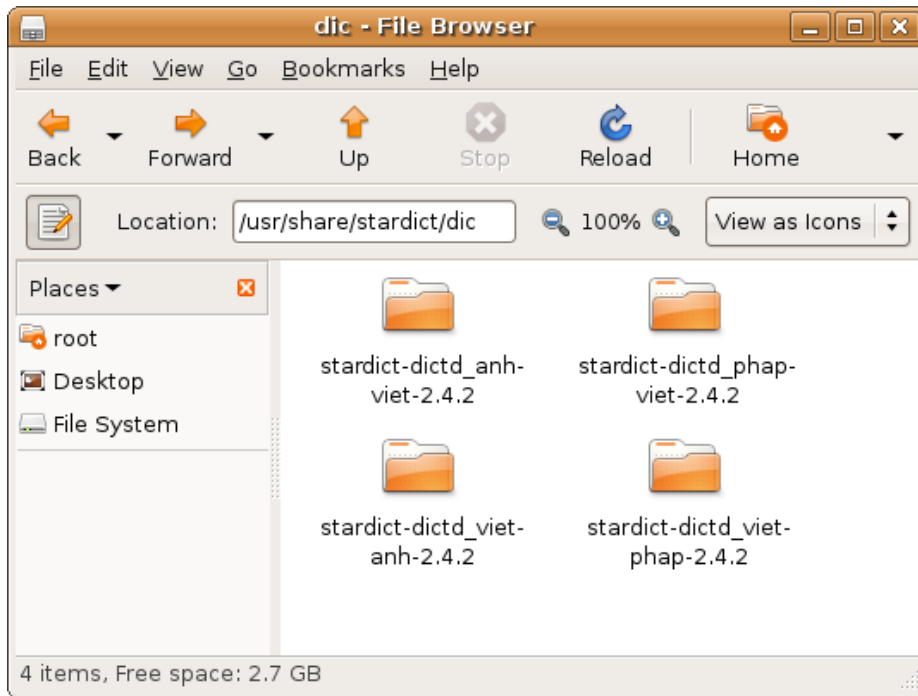 dic - File Browser
File Edit View Go Bookmarks Help
Back Forward Up Stop Reload Home
Location: /usr/share/stardict/dic 100% View as Icons
Places
root
Desktop
File System
stardict-dictd_anh-
viet-2.4.2
stardict-dictd_phap-
viet-2.4.2
stardict-dictd_viet-
anh-2.4.2
stardict-dictd_viet-
phap-2.4.2
4 items, Free space: 2.7 GB